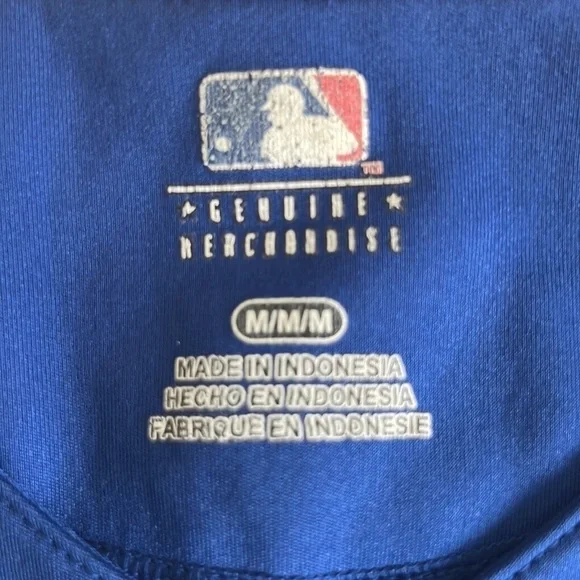 TM
★ GENUINE ★
MERCHANDISE
M/M/M
MADE IN INDONESIA
HECHO EN INDONESIA
FABRIQUE EN INDONESIE